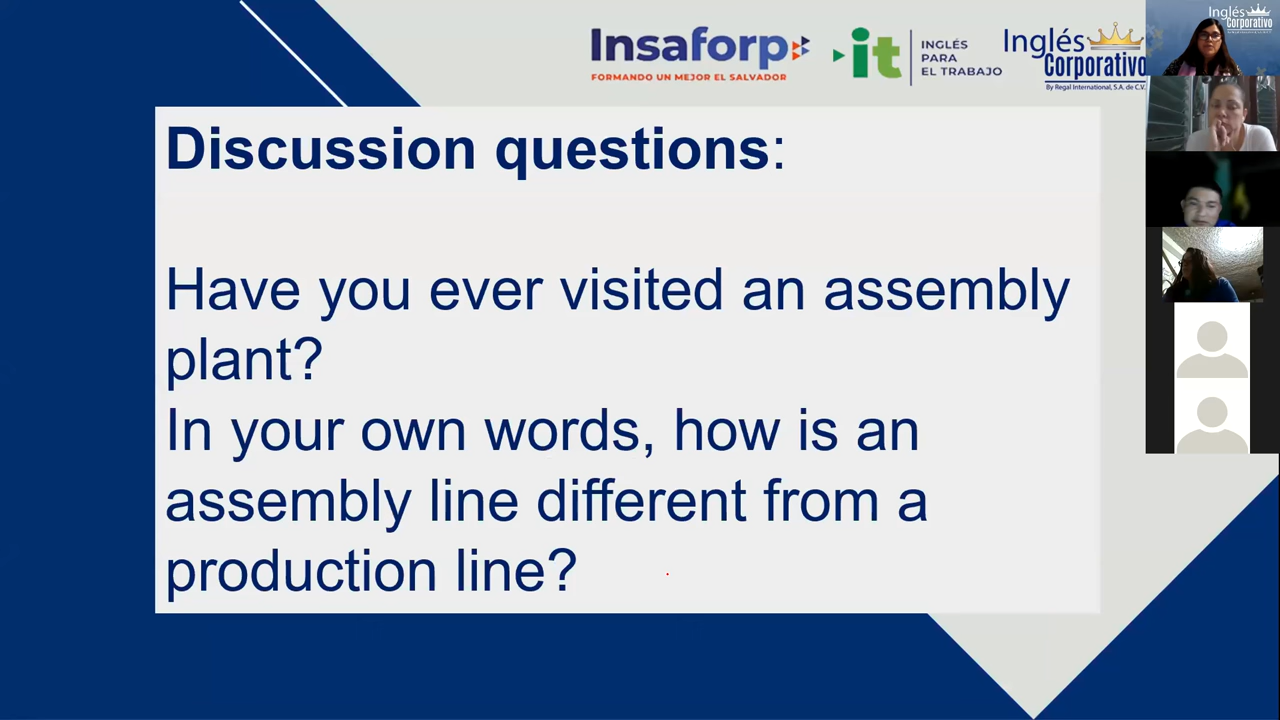 Insaforp
FORMANDO UN MEJOR EL SALVADOR
it
INGLÉS
PARA
EL TRABAJO
Inglés
Corporativo
By Regal International, S.A. de C.V.
Inglés
Corporativo
Discussion questions:
Have you ever visited an assembly
plant?
In your own words, how is an
assembly line different from a
production line?